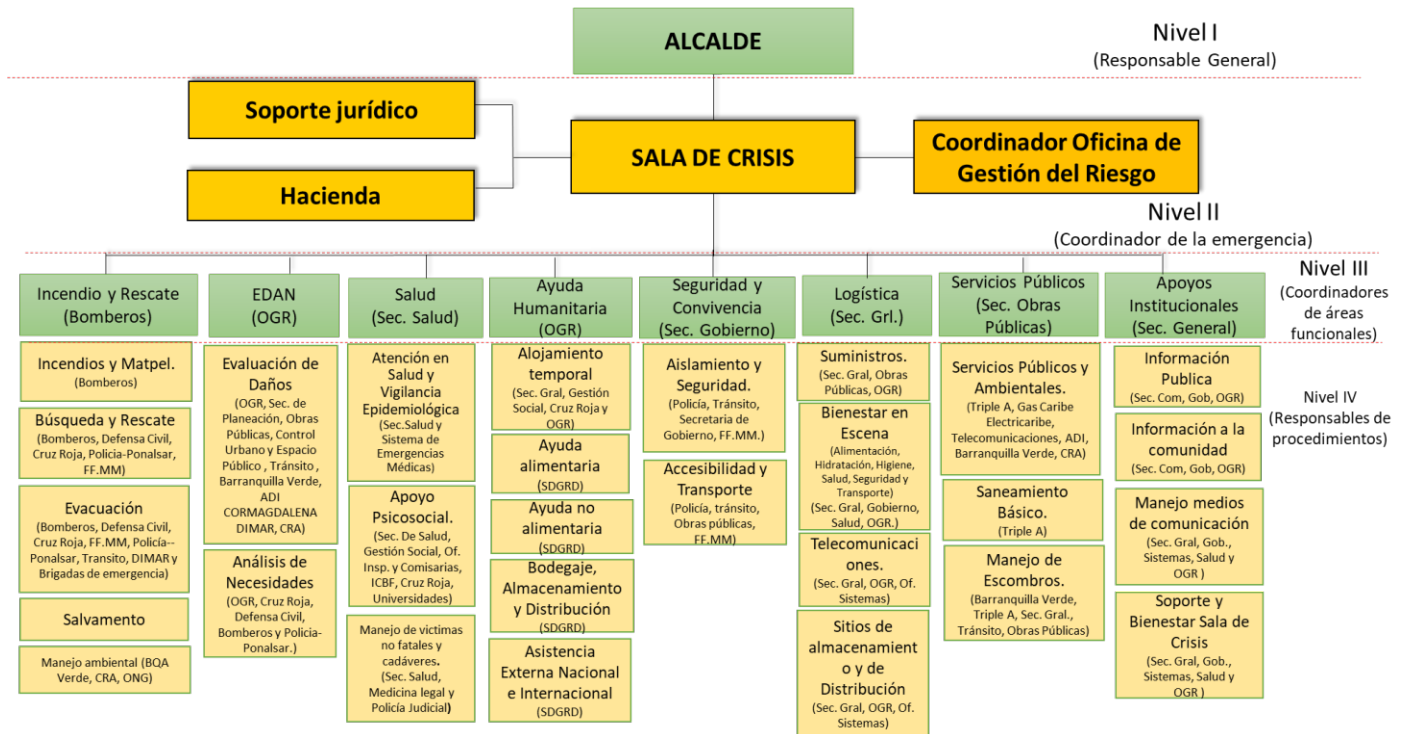 ALCALDE
Nivel I
(Responsable General)
Soporte jurídico
Hacienda
SALA DE CRISIS
Coordinador Oficina de
Gestión del Riesgo
Nivel II
(Coordinador de la emergencia)
Nivel III
(Coordinadores
de áreas
funcionales)
Incendio y Rescate
(Bomberos)
EDAN
(OGR)
Salud
(Sec. Salud)
Ayuda
Humanitaria
(OGR)
Seguridad y
Convivencia
(Sec. Gobierno)
Logística
(Sec. Grl.)
Servicios Públicos
(Sec. Obras
Públicas)
Apoyos
Institucionales
(Sec. General)
Nivel IV
(Responsables de
procedimientos)
Incendios y Matpel.
(Bomberos)
Búsqueda y Rescate
(Bomberos, Defensa Civil,
Cruz Roja, Policia-Ponalsar,
FF.MM)
Evacuación
(Bomberos, Defensa Civil,
Cruz Roja, FF.MM, Policía--
Ponalsar, Transito, DIMAR y
Brigadas de emergencia)
Salvamento
Manejo ambiental (BQA
Verde, CRA, ONG)
Evaluación de
Daños
(OGR, Sec. de
Planeación, Obras
Públicas, Control
Urbano y Espacio
Público , Tránsito ,
Barranquilla Verde,
ADI
CORMAGDALENA
DIMAR, CRA)
Análisis de
Necesidades
(OGR, Cruz Roja,
Defensa Civil,
Bomberos y Policia-
Ponalsar.)
Atención en
Salud y
Vigilancia
Epidemiológica
(Sec.Salud y
Sistema de
Emergencias
Médicas)
Apoyo
Psicosocial.
(Sec. De Salud,
Gestión Social, Of.
Insp. y Comisarias,
ICBF, Cruz Roja,
Universidades)
Manejo de victimas
no fatales y
cadáveres.
(Sec. Salud,
Medicina legal y
Policía Judicial)
Alojamiento
temporal
(Sec. Gral, Gestión
Social, Cruz Roja y
OGR)
Ayuda
alimentaria
(SDGRD)
Ayuda no
alimentaria
(SDGRD)
Bodegaje,
Almacenamiento
y Distribución
(SDGRD)
Asistencia
Externa Nacional
e Internacional
(SDGRD)
Aislamiento y
Seguridad.
(Policía, Tránsito,
Secretaria de
Gobierno, FF.MM.)
Accesibilidad y
Transporte
(Policía, tránsito,
Obras públicas,
FF.MM)
Suministros.
(Sec. Gral, Obras
Públicas, OGR)
Bienestar en
Escena
(Alimentación,
Hidratación, Higiene,
Salud, Seguridad y
Transporte)
(Sec. Gral, Gobierno,
Salud, OGR.)
Telecomunicaci
ones.
(Sec. Gral, OGR, Of.
Sistemas)
Sitios de
almacenamient
o y de
Distribución
(Sec. Gral, OGR, Of.
Sistemas)
Servicios Públicos y
Ambientales.
(Triple A, Gas Caribe
Electricaribe,
Telecomunicaciones, ADI,
Barranquilla Verde, CRA)
Saneamiento
Básico.
(Triple A)
Manejo de
Escombros.
(Barranquilla Verde,
Triple A, Sec. Gral.,
Tránsito, Obras Públicas)
Información
Publica
(Sec. Com, Gob, OGR)
Información a la
comunidad
(Sec. Com, Gob, OGR)
Manejo medios
de comunicación
(Sec. Gral, Gob.,
Sistemas, Salud y
OGR )
Soporte y
Bienestar Sala de
Crisis
(Sec. Gral, Gob.,
Sistemas, Salud y
OGR )